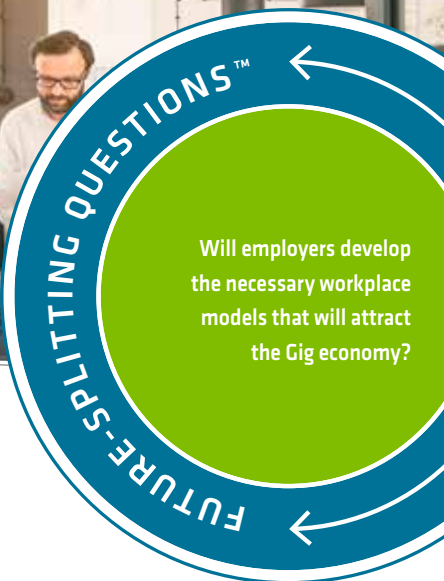 FUTURE-SPLITTING QUESTIONS™
Will employers develop
the necessary workplace
models that will attract
the Gig economy?